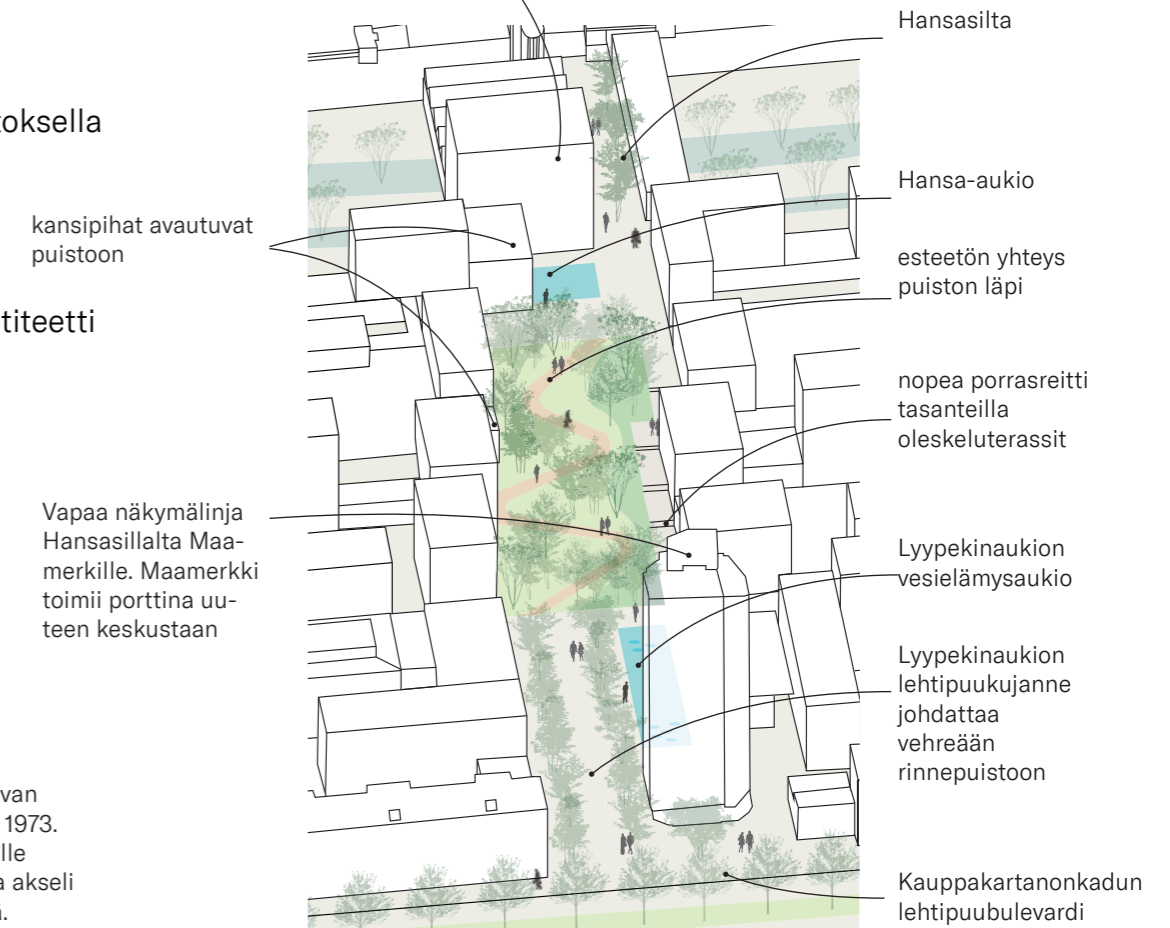 toksella
titeetti
kansipihat avautuvat
puistoon
Vapaa näkymälinja
Hansasillalta Maa-
merkille. Maamerkki
toimii porttina uu-
teen keskustaan
van
1973.
lle
a akseli
Hansasilta
Hansa-aukio
esteetön yhteys
puiston läpi
nopea porrasreitti
tasanteilla
oleskeluterassit
Lyypekinaukion
vesielämysaukio
Lyypekinaukion
lehtipuukujanne
johdattaa
vehreään
rinnepuistoon
Kauppakartanonkadun
lehtipuubulevardi